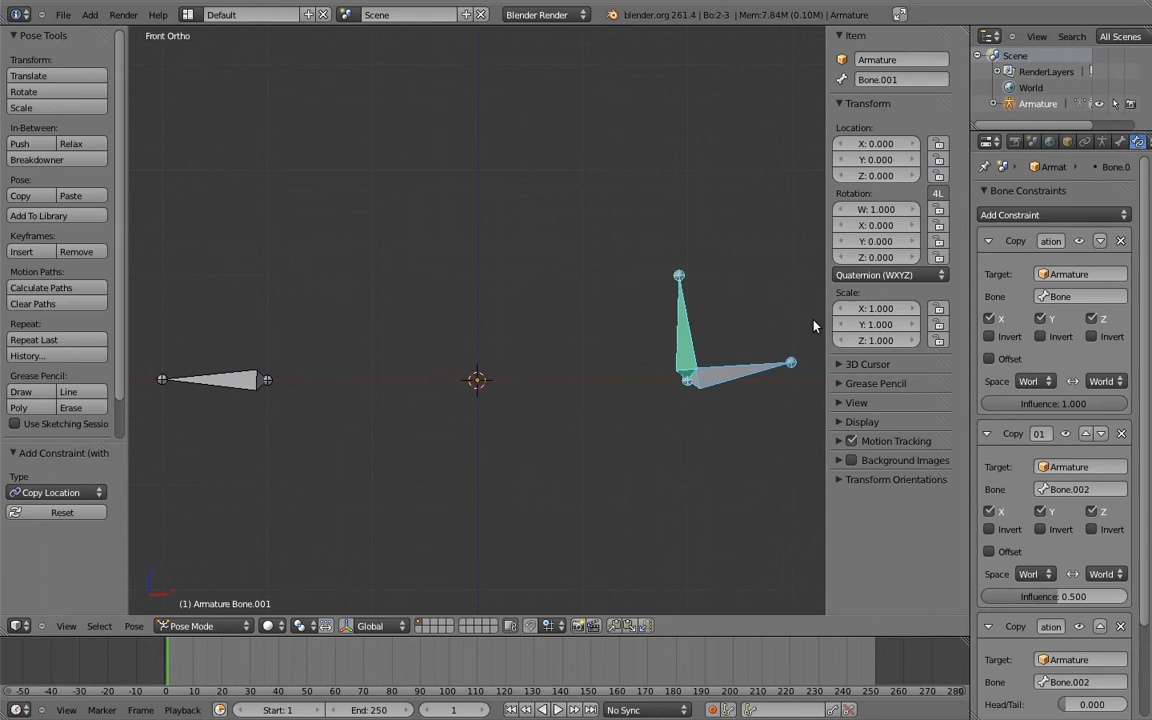 File Add Render Help Default Scene Blender Render blender.org 261.4 | Bo:2-3 | Mem:7.84M (0.10M) | Armature
Pose Tools
Transform:
Translate
Rotate
Scale
In-Between:
Push Relax
Breakdowner
Pose:
Copy Paste
Add To Library
Keyframes:
Insert Remove
Motion Paths:
Calculate Paths
Clear Paths
Repeat:
Repeat Last
History...
Grease Pencil:
Draw Line
Poly Erase
Use Sketching Sessio
Add Constraint (with
Type
Copy Location
Reset
Front Ortho
(1) Armature Bone.001
Item
Armature
Bone.001
Transform
Location:
X: 0.000
Y: 0.000
Z: 0.000
Rotation: 4L
W: 1.000
X: 0.000
Y: 0.000
Z: 0.000
Quaternion (WXYZ)
Scale:
X: 1.000
Y: 1.000
Z: 1.000
3D Cursor
Grease Pencil
View
Display
Motion Tracking
Background Images
Transform Orientations
View Search All Scenes
Scene
RenderLayers
World
Armature
Armat Bone.0
Bone Constraints
Add Constraint
Copy ation
Target: Armature
Bone Bone
X Y Z
Invert Invert Invert
Offset
Space Worl World
Influence: 1.000
Copy 01
Target: Armature
Bone Bone.002
X Y Z
Invert Invert Invert
Offset
Space Worl World
Influence: 0.500
Copy ation
Target: Armature
Bone Bone.002
Head/Tail: 0.000
View Select Pose Pose Mode Global
-50 -40 -30 -20 -10 0 10 20 30 40 50 60 70 80 90 100 110 120 130 140 150 160 170 180 190 200 210 220 230 240 250 260 270 280
View Marker Frame Playback Start: 1 End: 250 1 No Sync